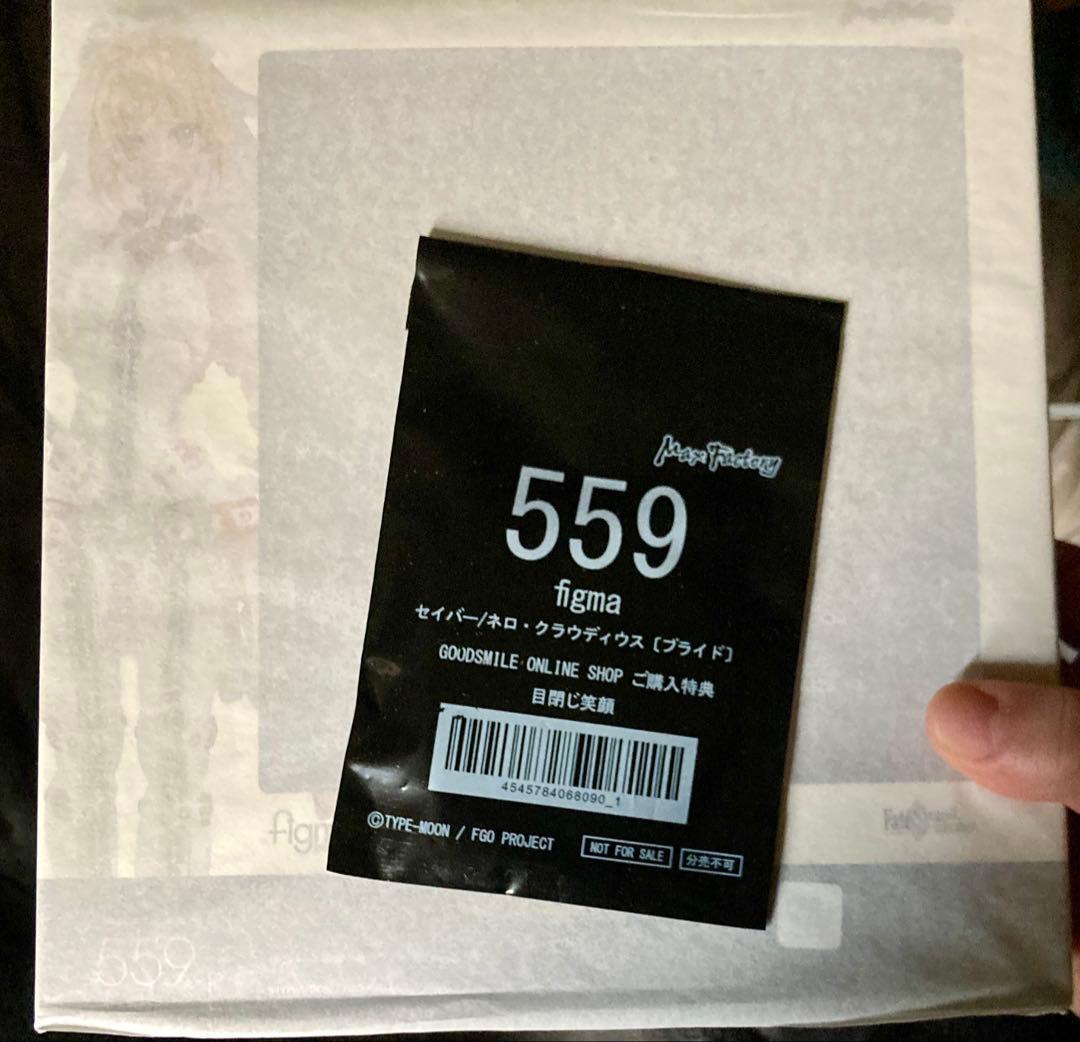 Max Factory
559
figma
セイバー/ネロ・クラウディウス〔ブライド〕
GOODSMILE ONLINE SHOP ご購入特典
目閉じ笑顔
4545784068090_1
©TYPE-MOON / FGO PROJECT
NOT FOR SALE
分売不可
figm
559